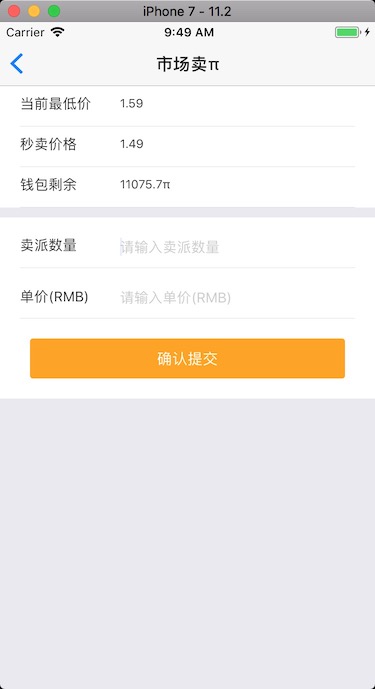 iPhone 7 - 11.2
Carrier 9:49 AM
市场卖π
当前最低价 1.59
秒卖价格 1.49
钱包剩余 11075.7π
卖派数量 请输入卖派数量
单价(RMB) 请输入单价(RMB)
确认提交